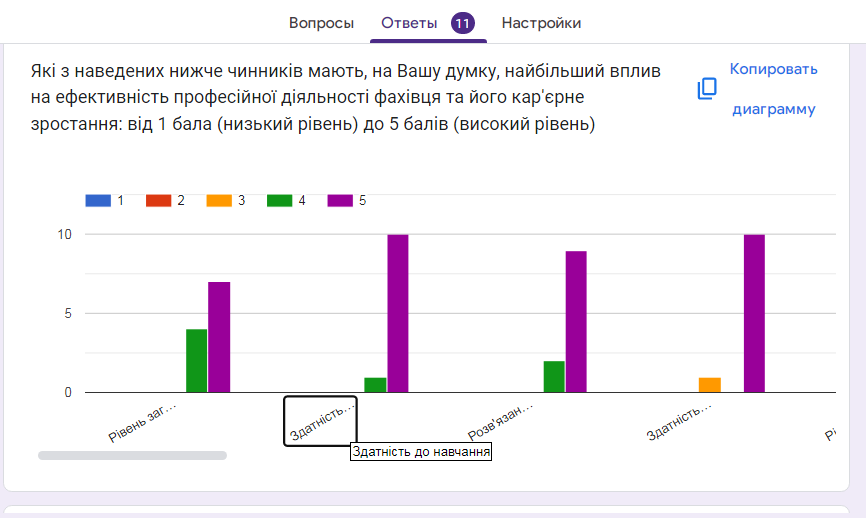 Вопросы Ответы 11 Настройки
Які з наведених нижче чинників мають, на Вашу думку, найбільший вплив
на ефективність професійної діяльності фахівця та його кар'єрне
зростання: від 1 бала (низький рівень) до 5 балів (високий рівень)
Копировать
диаграмму
1 2 3 4 5
10
5
0
Рівень заг...
Здатність...
Розв'язан...
Здатність...
Рі
Здатність до навчання